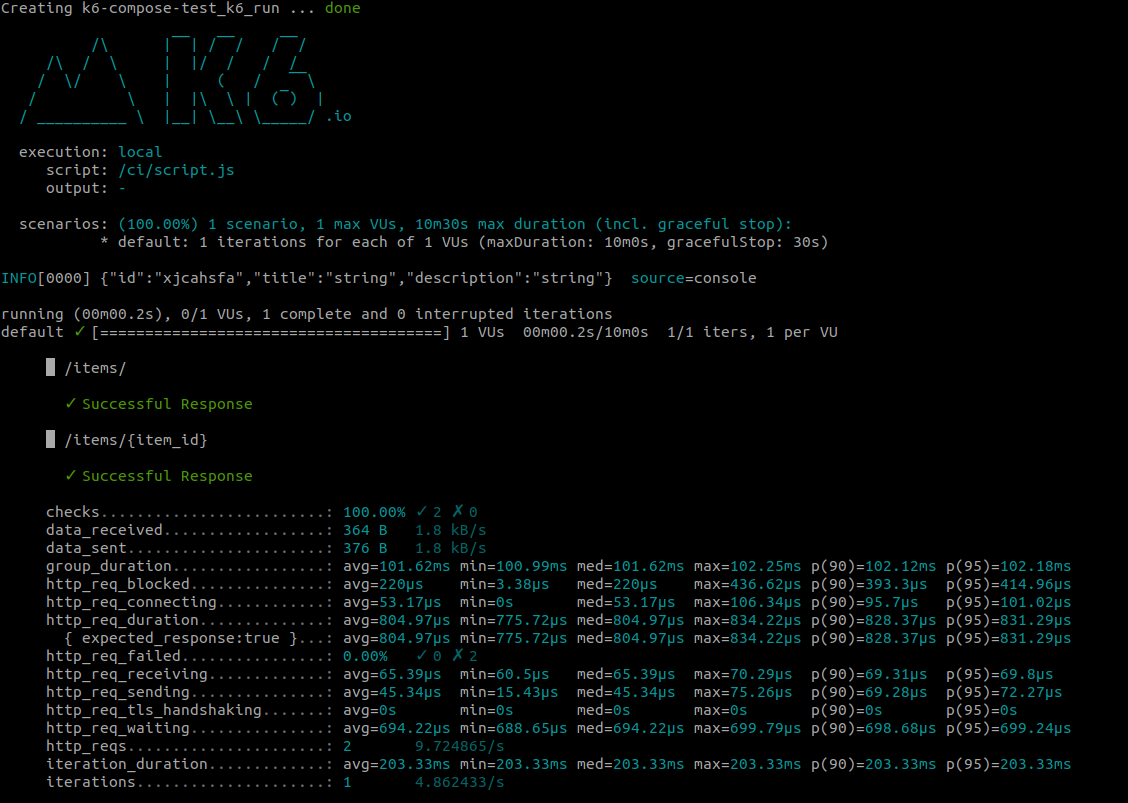 Creating k6-compose-test_k6_run ... done
          /\      |‾‾| /‾‾/   /‾‾/
     /\  /  \     |  |/  /   /  /
    /  \/    \    |     (   /   ‾‾\
   /          \   |  |\  \ |  (‾)  |
  / __________ \  |__| \__\ \_____/ .io
execution: local
script: /ci/script.js
output: -
scenarios: (100.00%) 1 scenario, 1 max VUs, 10m30s max duration (incl. graceful stop):
* default: 1 iterations for each of 1 VUs (maxDuration: 10m0s, gracefulStop: 30s)
INFO[0000] {"id":"xjcahsfa","title":"string","description":"string"}  source=console
running (00m00.2s), 0/1 VUs, 1 complete and 0 interrupted iterations
default ✓ [======================================] 1 VUs  00m00.2s/10m0s  1/1 iters, 1 per VU
█ /items/
✓ Successful Response
█ /items/{item_id}
✓ Successful Response
checks.........................: 100.00% ✓ 2 ✗ 0
data_received..................: 364 B   1.8 kB/s
data_sent......................: 376 B   1.8 kB/s
group_duration.................: avg=101.62ms min=100.99ms med=101.62ms max=102.25ms p(90)=102.12ms p(95)=102.18ms
http_req_blocked...............: avg=220µs    min=3.38µs   med=220µs    max=436.62µs p(90)=393.3µs  p(95)=414.96µs
http_req_connecting............: avg=53.17µs  min=0s       med=53.17µs  max=106.34µs p(90)=95.7µs   p(95)=101.02µs
http_req_duration..............: avg=804.97µs min=775.72µs med=804.97µs max=834.22µs p(90)=828.37µs p(95)=831.29µs
{ expected_response:true }...: avg=804.97µs min=775.72µs med=804.97µs max=834.22µs p(90)=828.37µs p(95)=831.29µs
http_req_failed................: 0.00%   ✓ 0 ✗ 2
http_req_receiving.............: avg=65.39µs  min=60.5µs   med=65.39µs  max=70.29µs  p(90)=69.31µs  p(95)=69.8µs
http_req_sending...............: avg=45.34µs  min=15.43µs  med=45.34µs  max=75.26µs  p(90)=69.28µs  p(95)=72.27µs
http_req_tls_handshaking.......: avg=0s       min=0s       med=0s       max=0s       p(90)=0s       p(95)=0s
http_req_waiting...............: avg=694.22µs min=688.65µs med=694.22µs max=699.79µs p(90)=698.68µs p(95)=699.24µs
http_reqs......................: 2       9.724865/s
iteration_duration.............: avg=203.33ms min=203.33ms med=203.33ms max=203.33ms p(90)=203.33ms p(95)=203.33ms
iterations.....................: 1       4.862433/s